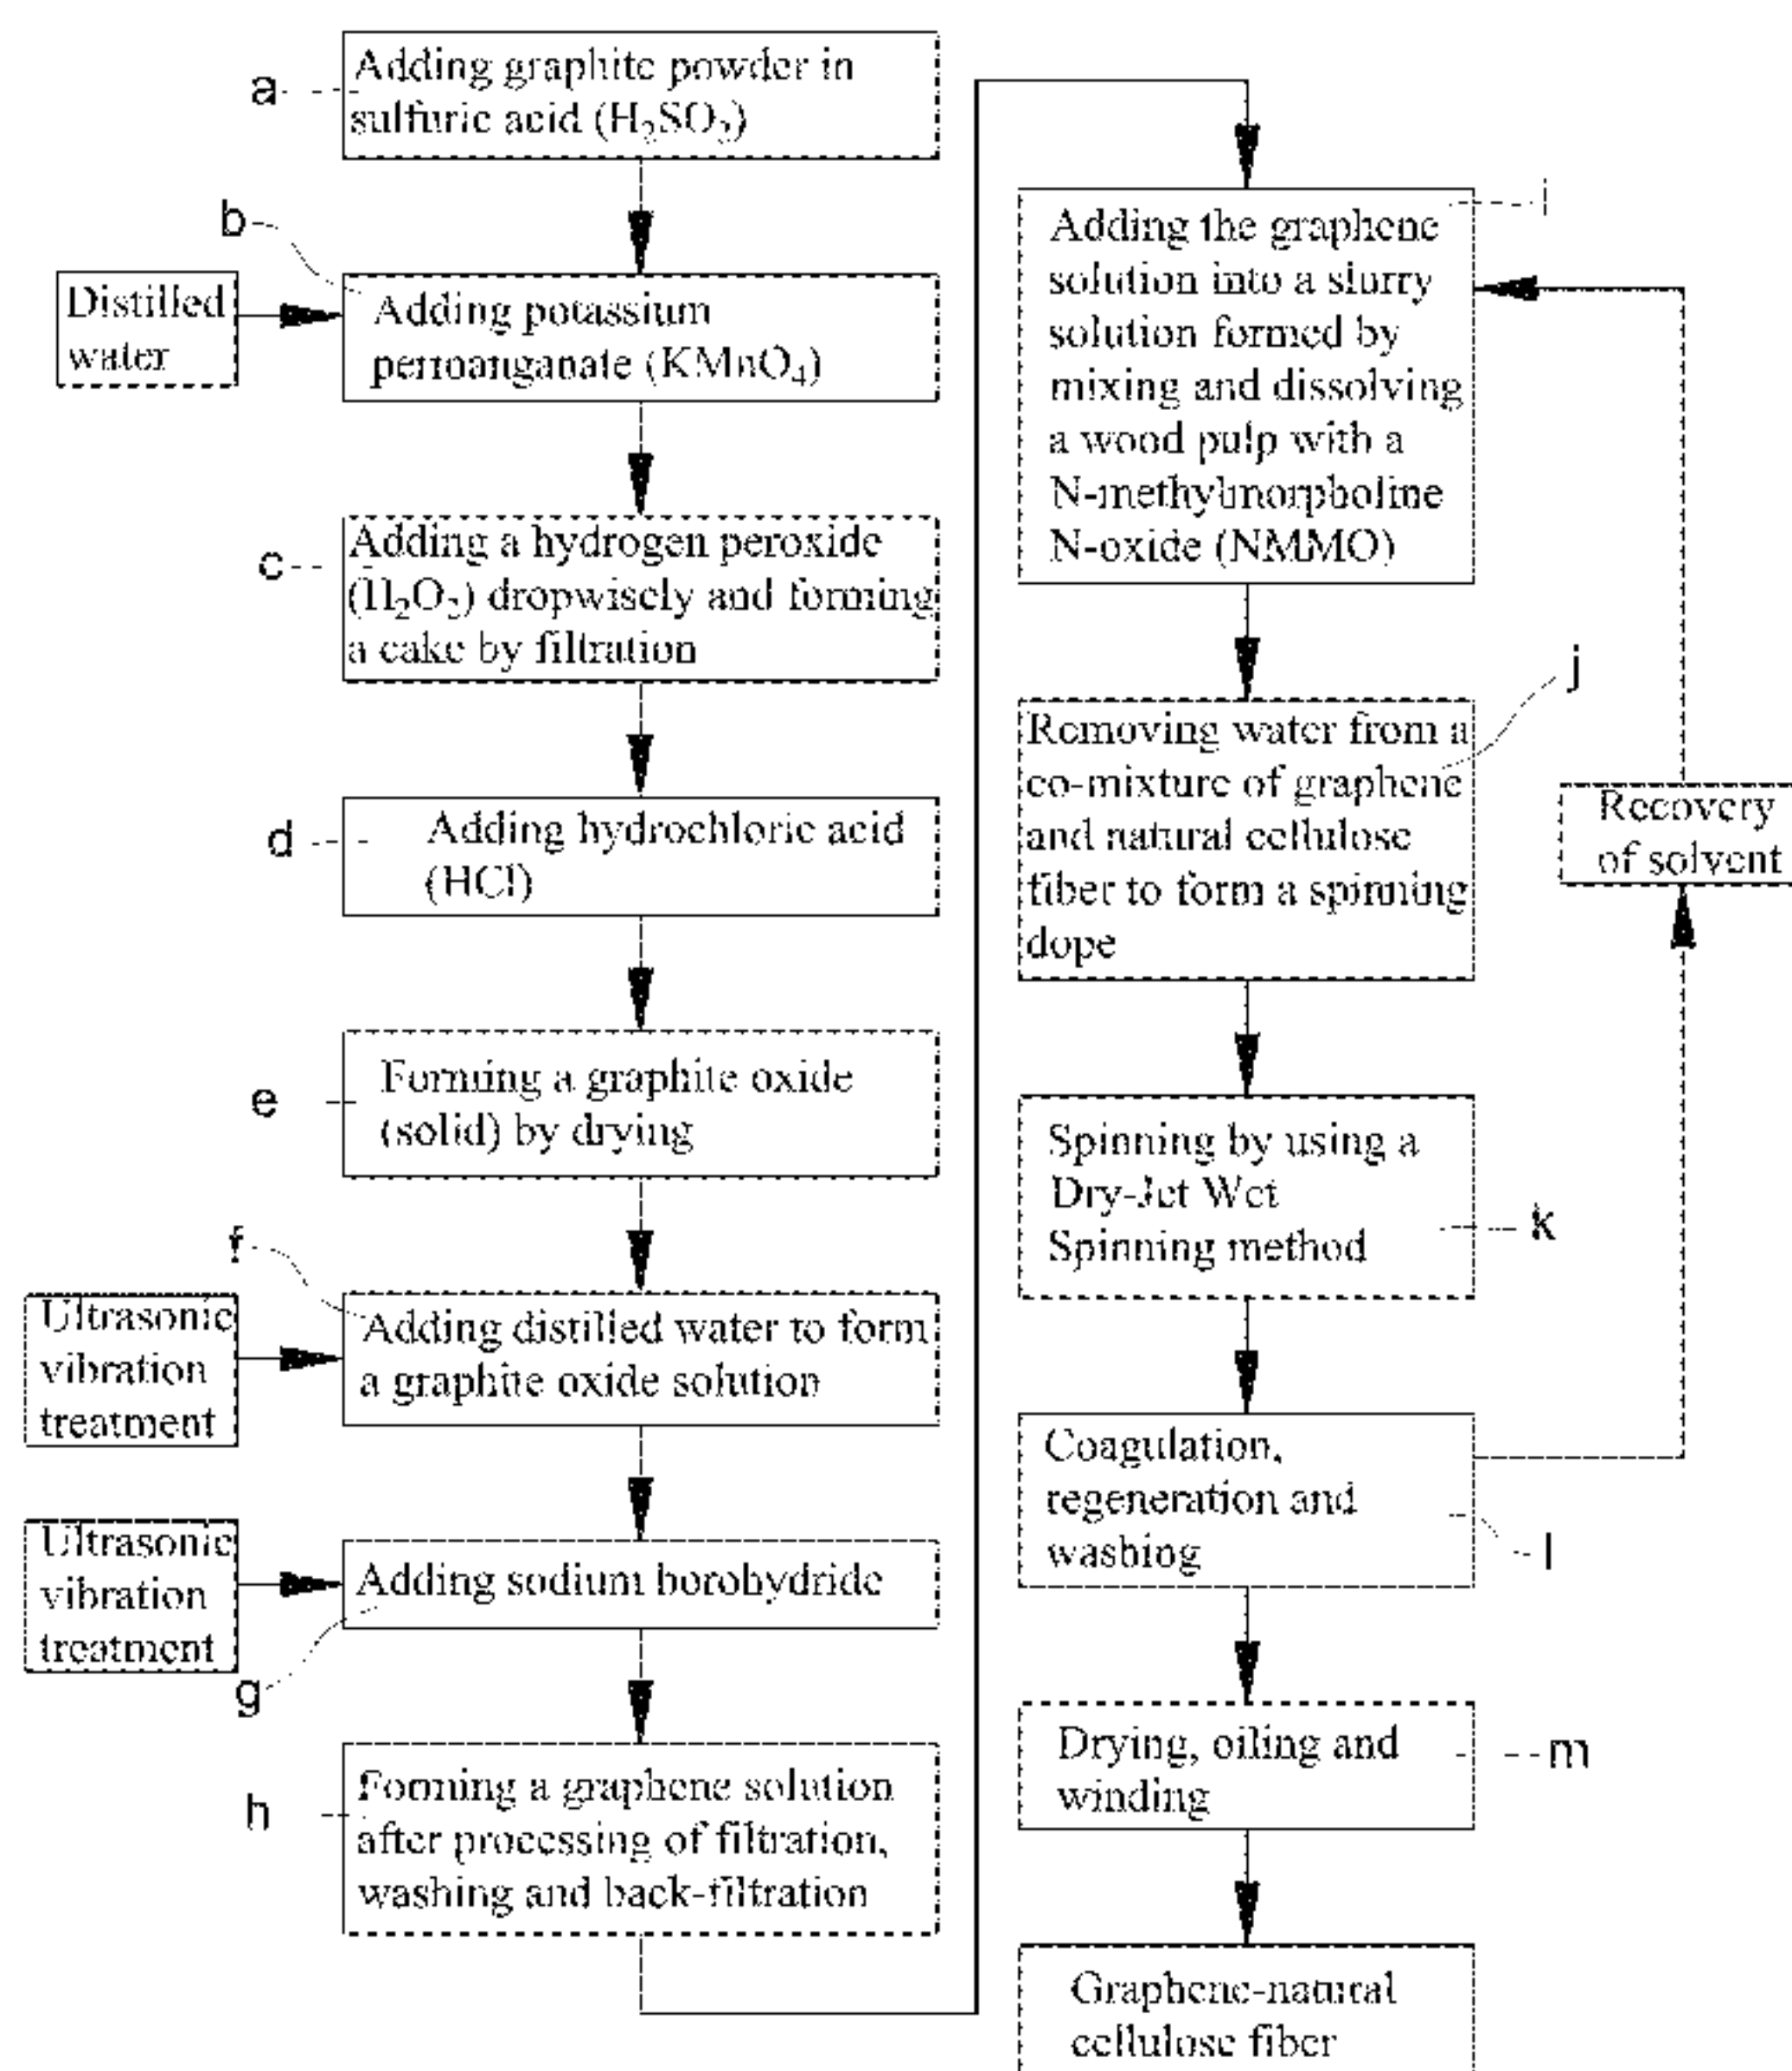 a
Adding graphite powder in
sulfuric acid (H₂SO₂)
b
Distilled
water
Adding potassium
permanganate (KMnO₄)
c
Adding a hydrogen peroxide
(H₂O₂) dropwisely and forming
a cake by filtration
d
Adding hydrochloric acid
(HCl)
e
Forming a graphite oxide
(solid) by drying
f
Ultrasonic
vibration
treatment
Adding distilled water to form
a graphite oxide solution
Ultrasonic
vibration
treatment
Adding sodium borohydride
g
h
Forming a graphene solution
after processing of filtration,
washing and back-filtration
i
Adding the graphene
solution into a slurry
solution formed by
mixing and dissolving
a wood pulp with a
N-methylmorpholine
N-oxide (NMMO)
j
Removing water from a
co-mixture of graphene
and natural cellulose
fiber to form a spinning
dope
Recovery
of solvent
Spinning by using a
Dry-Jet Wet
Spinning method
k
Coagulation,
regeneration and
washing
l
Drying, oiling and
winding
m
Graphene-natural
cellulose fiber